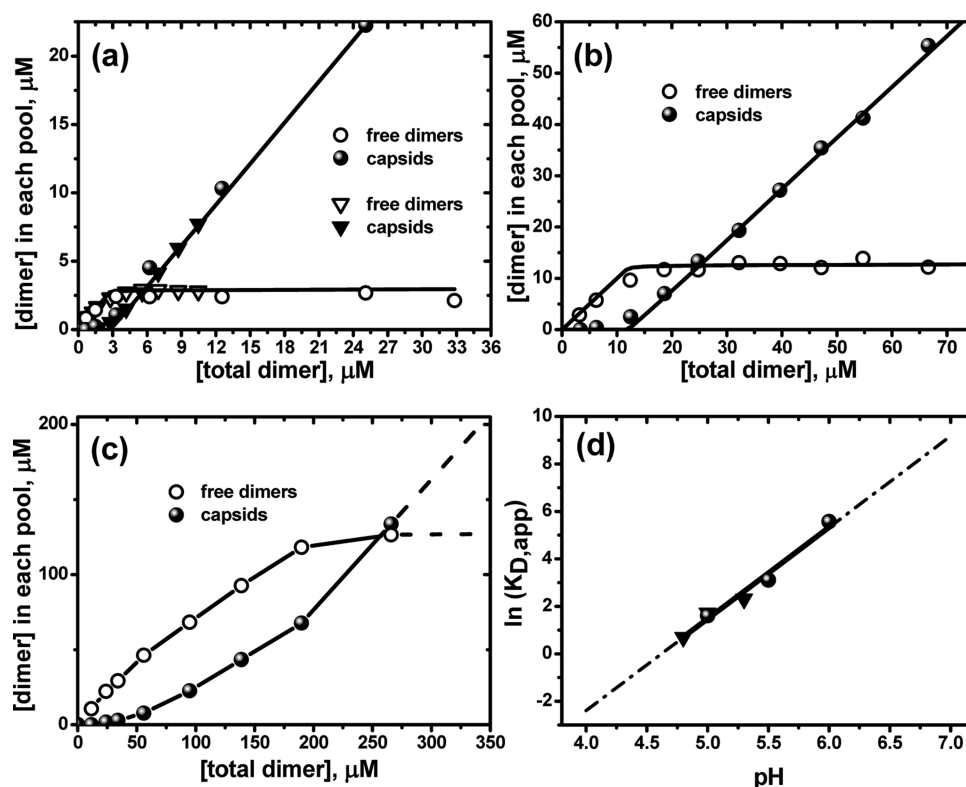 (a)
[dimer] in each pool, μM
20
15
10
5
0
free dimers
capsids
free dimers
capsids
0 3 6 9 12 15 18 21 24 27 30 33 36
[total dimer], μM
(b)
[dimer] in each pool, μM
60
50
40
30
20
10
0
free dimers
capsids
0 10 20 30 40 50 60 70
[total dimer], μM
(c)
[dimer] in each pool, μM
200
100
0
free dimers
capsids
0 50 100 150 200 250 300 350
[total dimer], μM
(d)
ln (K_D,app)
10
8
6
4
2
0
-2
4.0 4.5 5.0 5.5 6.0 6.5 7.0
pH